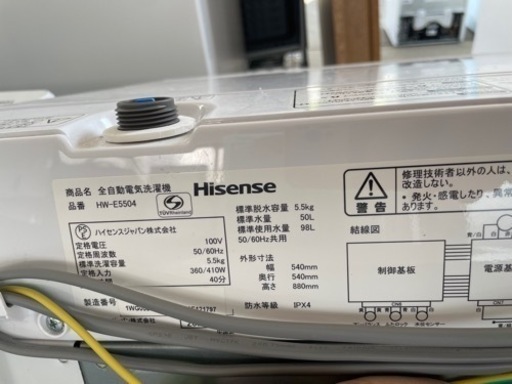 商品名 全自動電気洗濯機
品番 HW-E5504
Hisense
ハイセンスジャパン株式会社
定格電圧 100V
定格周波数 50/60Hz
標準洗濯容量 5.5kg
定格入力 360/410W
40分
製造番号
標準脱水容量 5.5kg
標準水量 50L
標準使用水量 98L
50/60Hz共用
外形寸法
幅 540mm
奥行 540mm
高さ 880mm
防水等級 IPX4
警告
修理技術者以外の人は、
改造しない。
・発火・感電したり、異常
結線図
制御基板
電源基